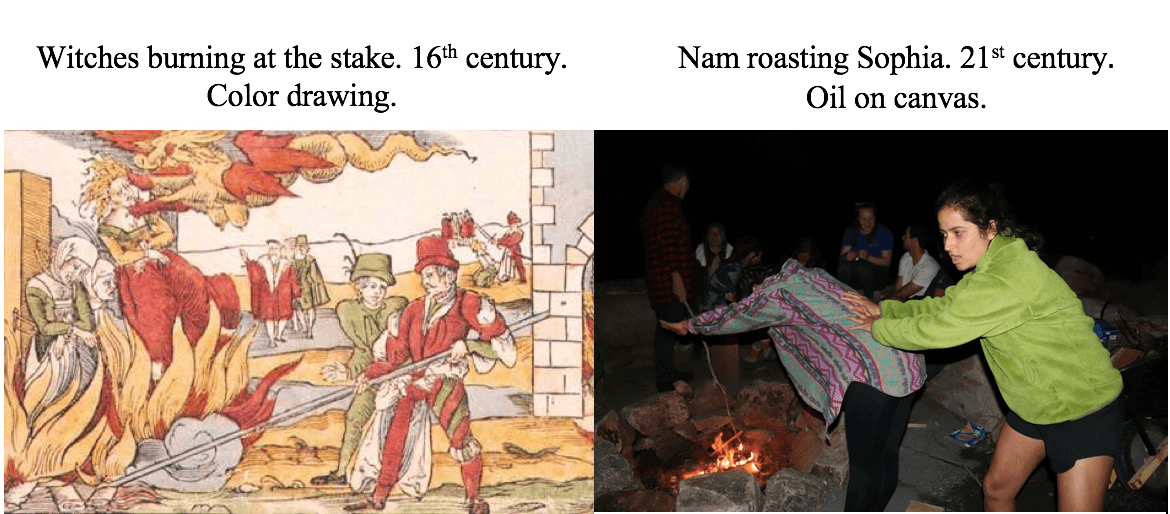 Witches burning at the stake. 16th century.
Color drawing.
Nam roasting Sophia. 21st century.
Oil on canvas.